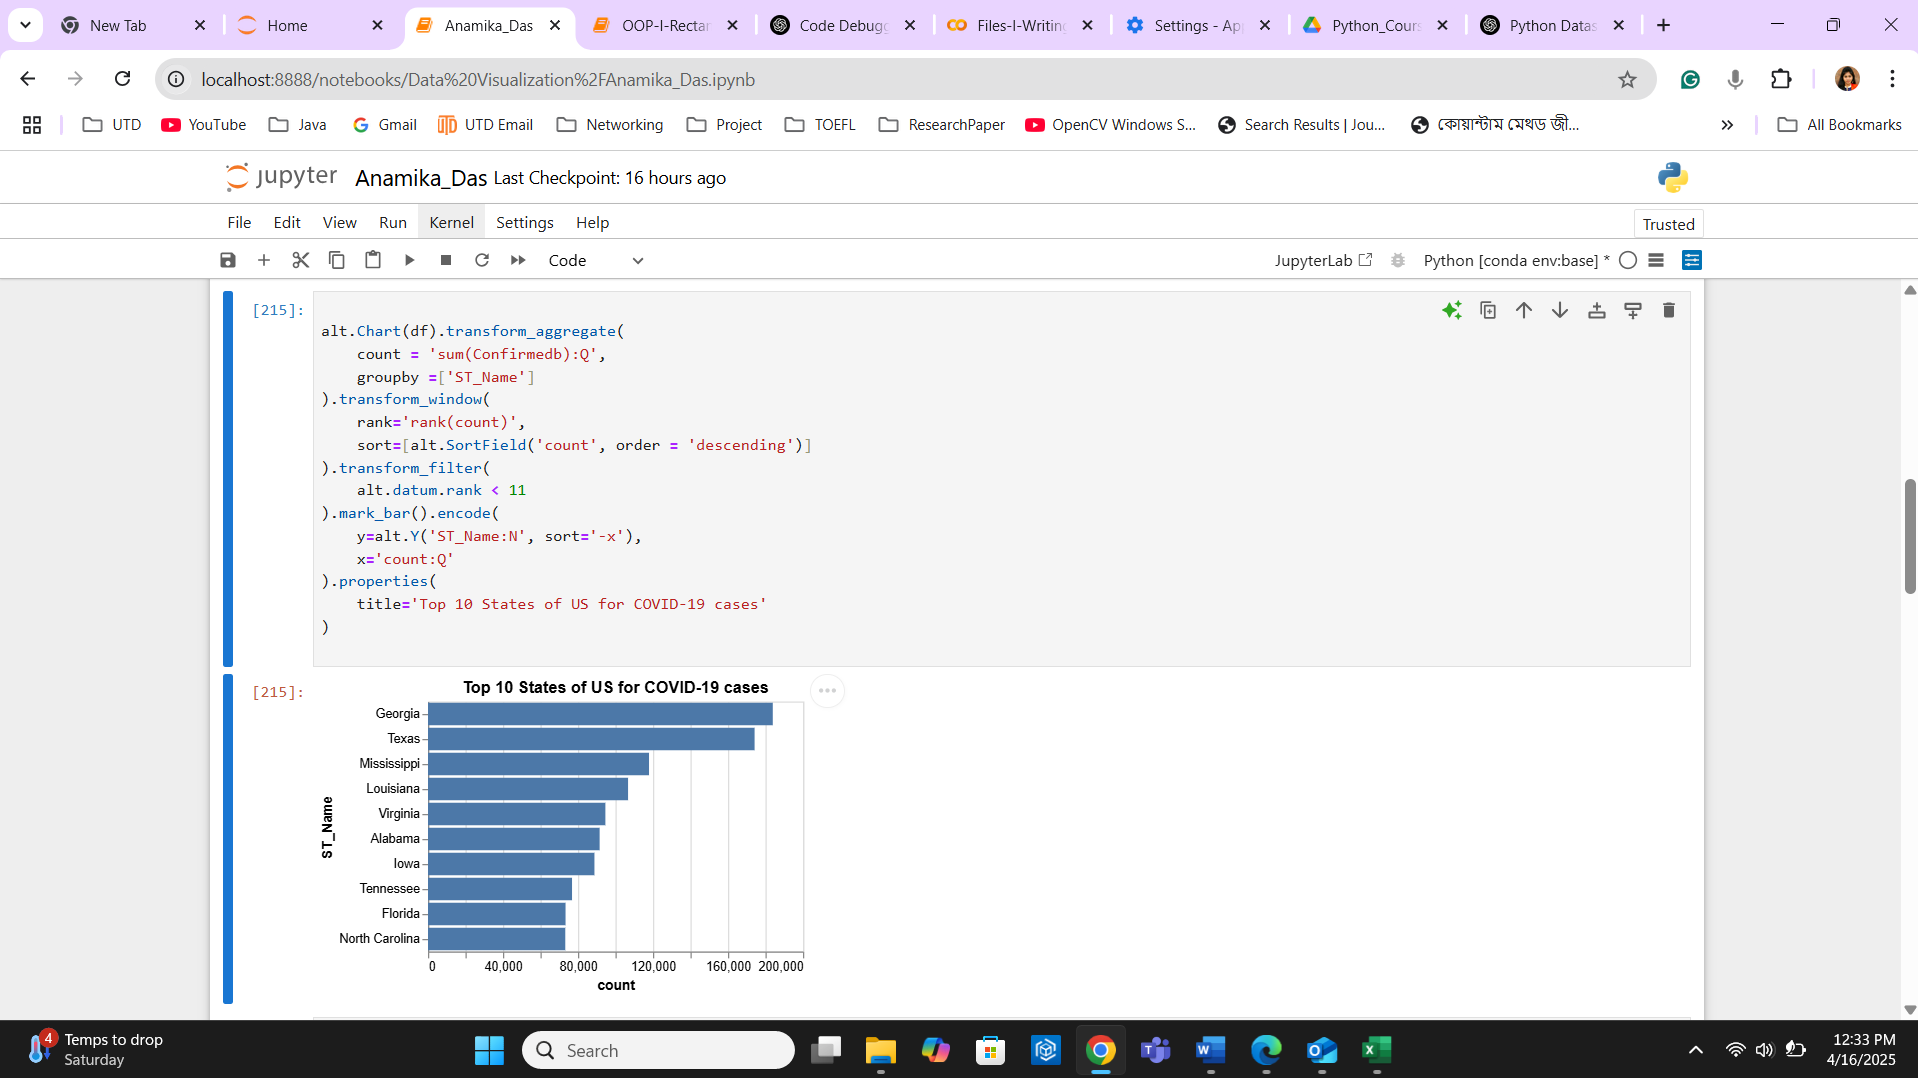 New Tab
Home
Anamika_Das
OOP-I-Rectan
Code Debugg
Files-I-Writing
Settings - Ap
Python_Cours
Python Datas
localhost:8888/notebooks/Data%20Visualization%2FAnamika_Das.ipynb
UTD
YouTube
Java
Gmail
UTD Email
Networking
Project
TOEFL
ResearchPaper
OpenCV Windows S...
Search Results | Jou...
কোয়ান্টাম মেথড জী...
All Bookmarks
jupyter
Anamika_Das Last Checkpoint: 16 hours ago
File Edit View Run Kernel Settings Help
Trusted
Code
JupyterLab
Python [conda env:base] *
[215]:
alt.Chart(df).transform_aggregate(
    count = 'sum(Confirmedb):Q',
    groupby =['ST_Name']
).transform_window(
    rank='rank(count)',
    sort=[alt.SortField('count', order = 'descending')]
).transform_filter(
    alt.datum.rank < 11
).mark_bar().encode(
    y=alt.Y('ST_Name:N', sort='-x'),
    x='count:Q'
).properties(
    title='Top 10 States of US for COVID-19 cases'
)
[215]:
Top 10 States of US for COVID-19 cases
Georgia
Texas
Mississippi
Louisiana
Virginia
Alabama
Iowa
Tennessee
Florida
North Carolina
ST_Name
0 40,000 80,000 120,000 160,000 200,000
count
4
Temps to drop
Saturday
Search
12:33 PM
4/16/2025